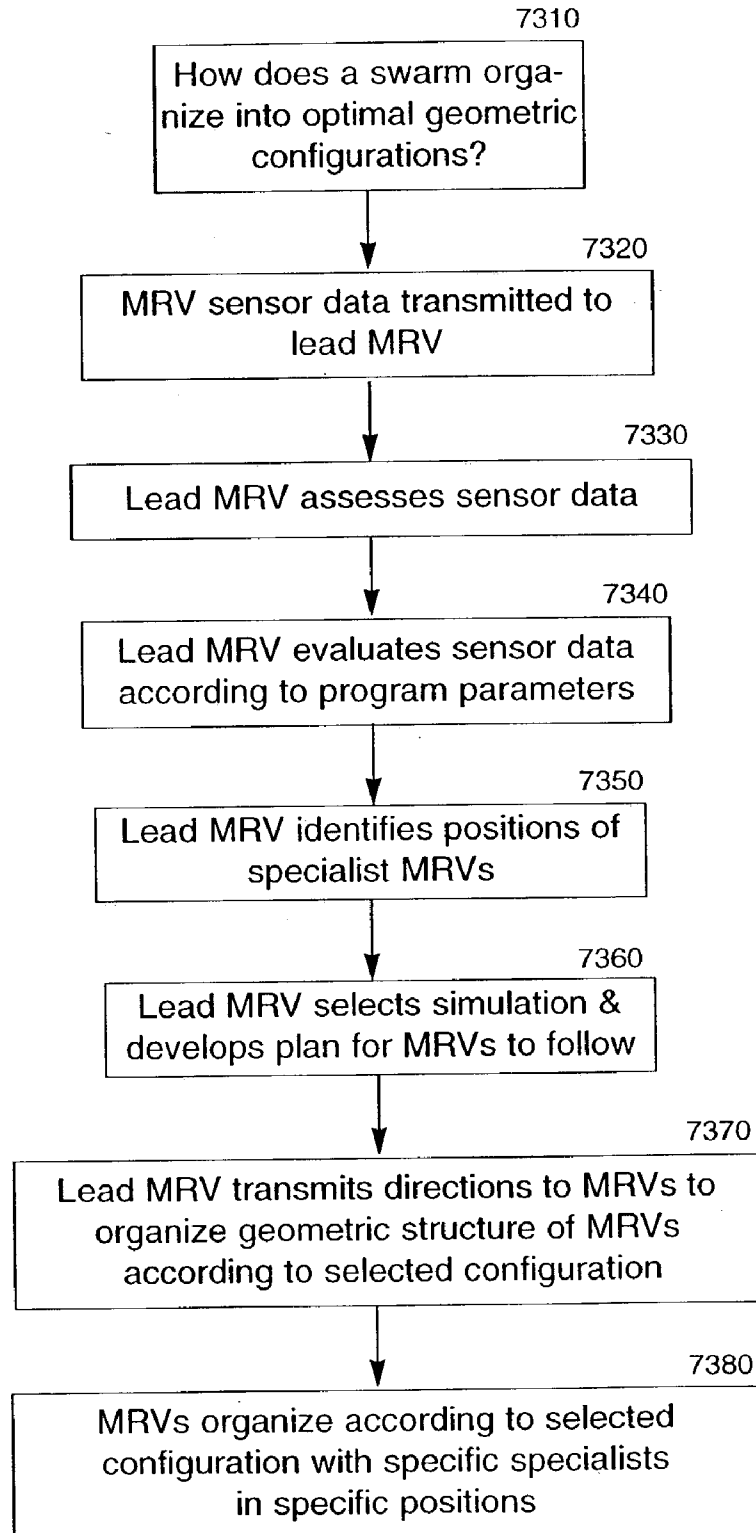 7310
How does a swarm orga-
nize into optimal geometric
configurations?
7320
MRV sensor data transmitted to
lead MRV
7330
Lead MRV assesses sensor data
7340
Lead MRV evaluates sensor data
according to program parameters
7350
Lead MRV identifies positions of
specialist MRVs
7360
Lead MRV selects simulation &
develops plan for MRVs to follow
7370
Lead MRV transmits directions to MRVs to
organize geometric structure of MRVs
according to selected configuration
7380
MRVs organize according to selected
configuration with specific specialists
in specific positions